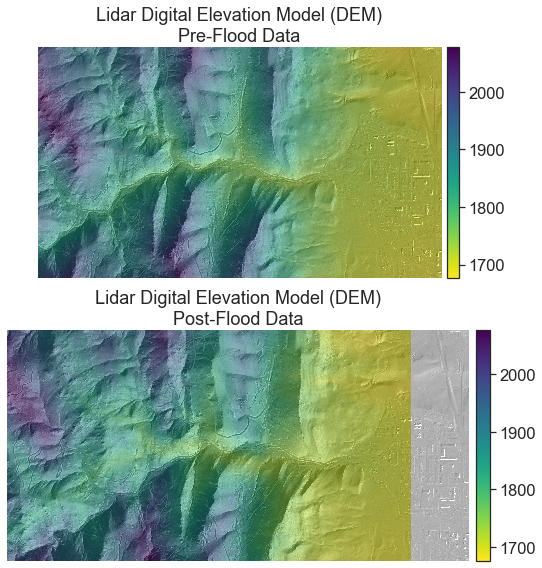 Lidar Digital Elevation Model (DEM)
Pre-Flood Data
2000
1900
1800
1700
Lidar Digital Elevation Model (DEM)
Post-Flood Data
2000
1900
1800
1700